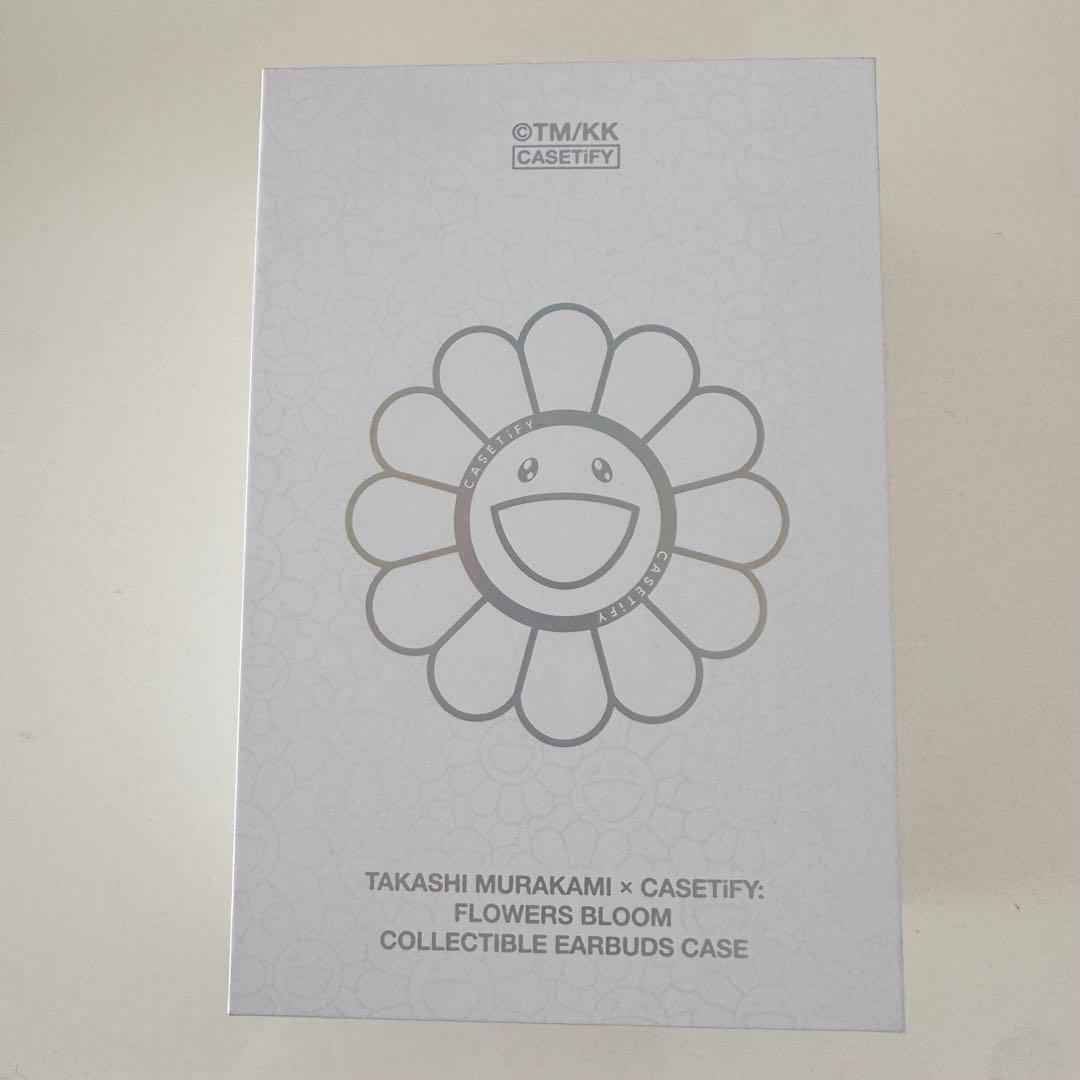 ©TM/KK
CASETiFY
CASETiFY
CASETiFY
TAKASHI MURAKAMI × CASETiFY:
FLOWERS BLOOM
COLLECTIBLE EARBUDS CASE